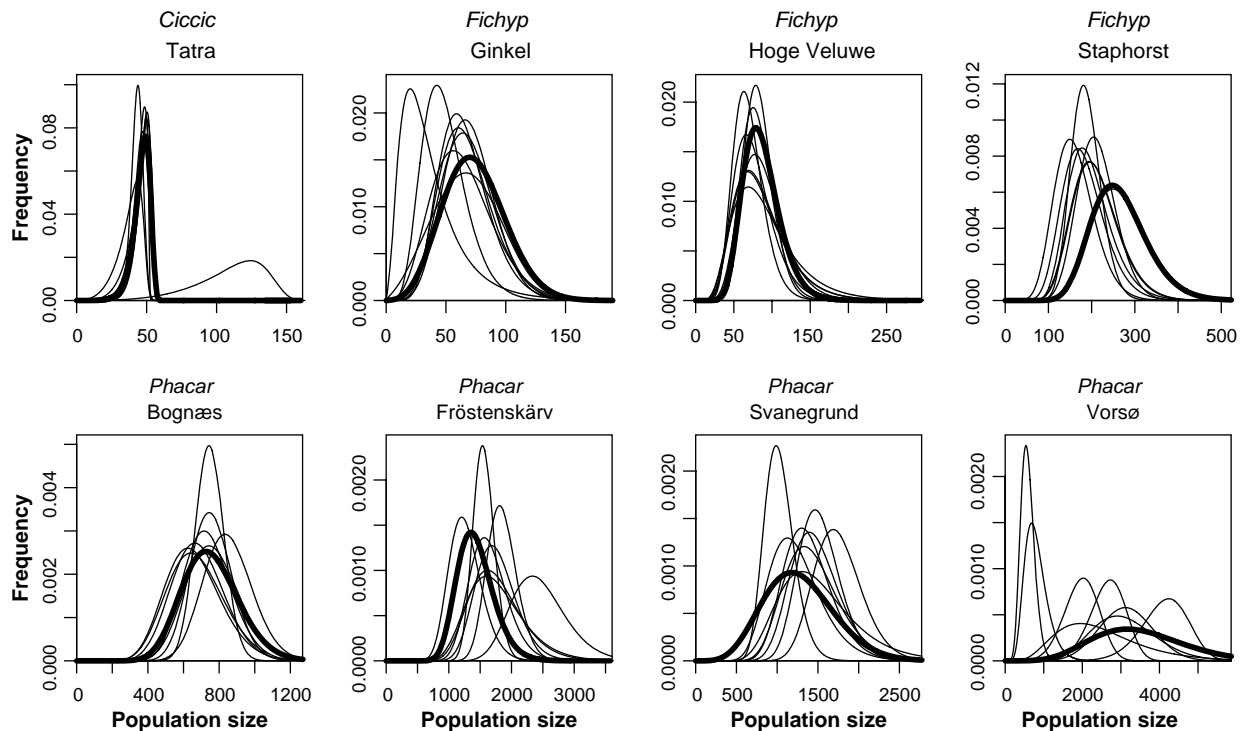 Ciccic Fichyp Fichyp Fichyp
Tatra Ginkel Hoge Veluwe Staphorst
Frequency
0.00 0.04 0.08
0.000 0.010 0.020
0.000 0.010 0.020
0.000 0.004 0.008 0.012
0 50 100 150
0 50 100 150
0 50 150 250
0 100 300 500
Phacar Phacar Phacar Phacar
Bognæs Fröstenskärv Svanegrund Vorsø
Frequency
0.000 0.002 0.004
0.0000 0.0010 0.0020
0.0000 0.0010 0.0020
0.0000 0.0010 0.0020
0 400 800 1200
0 1000 2000 3000
0 500 1500 2500
0 2000 4000
Population size Population size Population size Population size